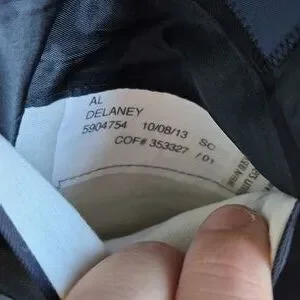 AL
DELANEY
5904754 10/08/13 SC
COF# 353327 / 01